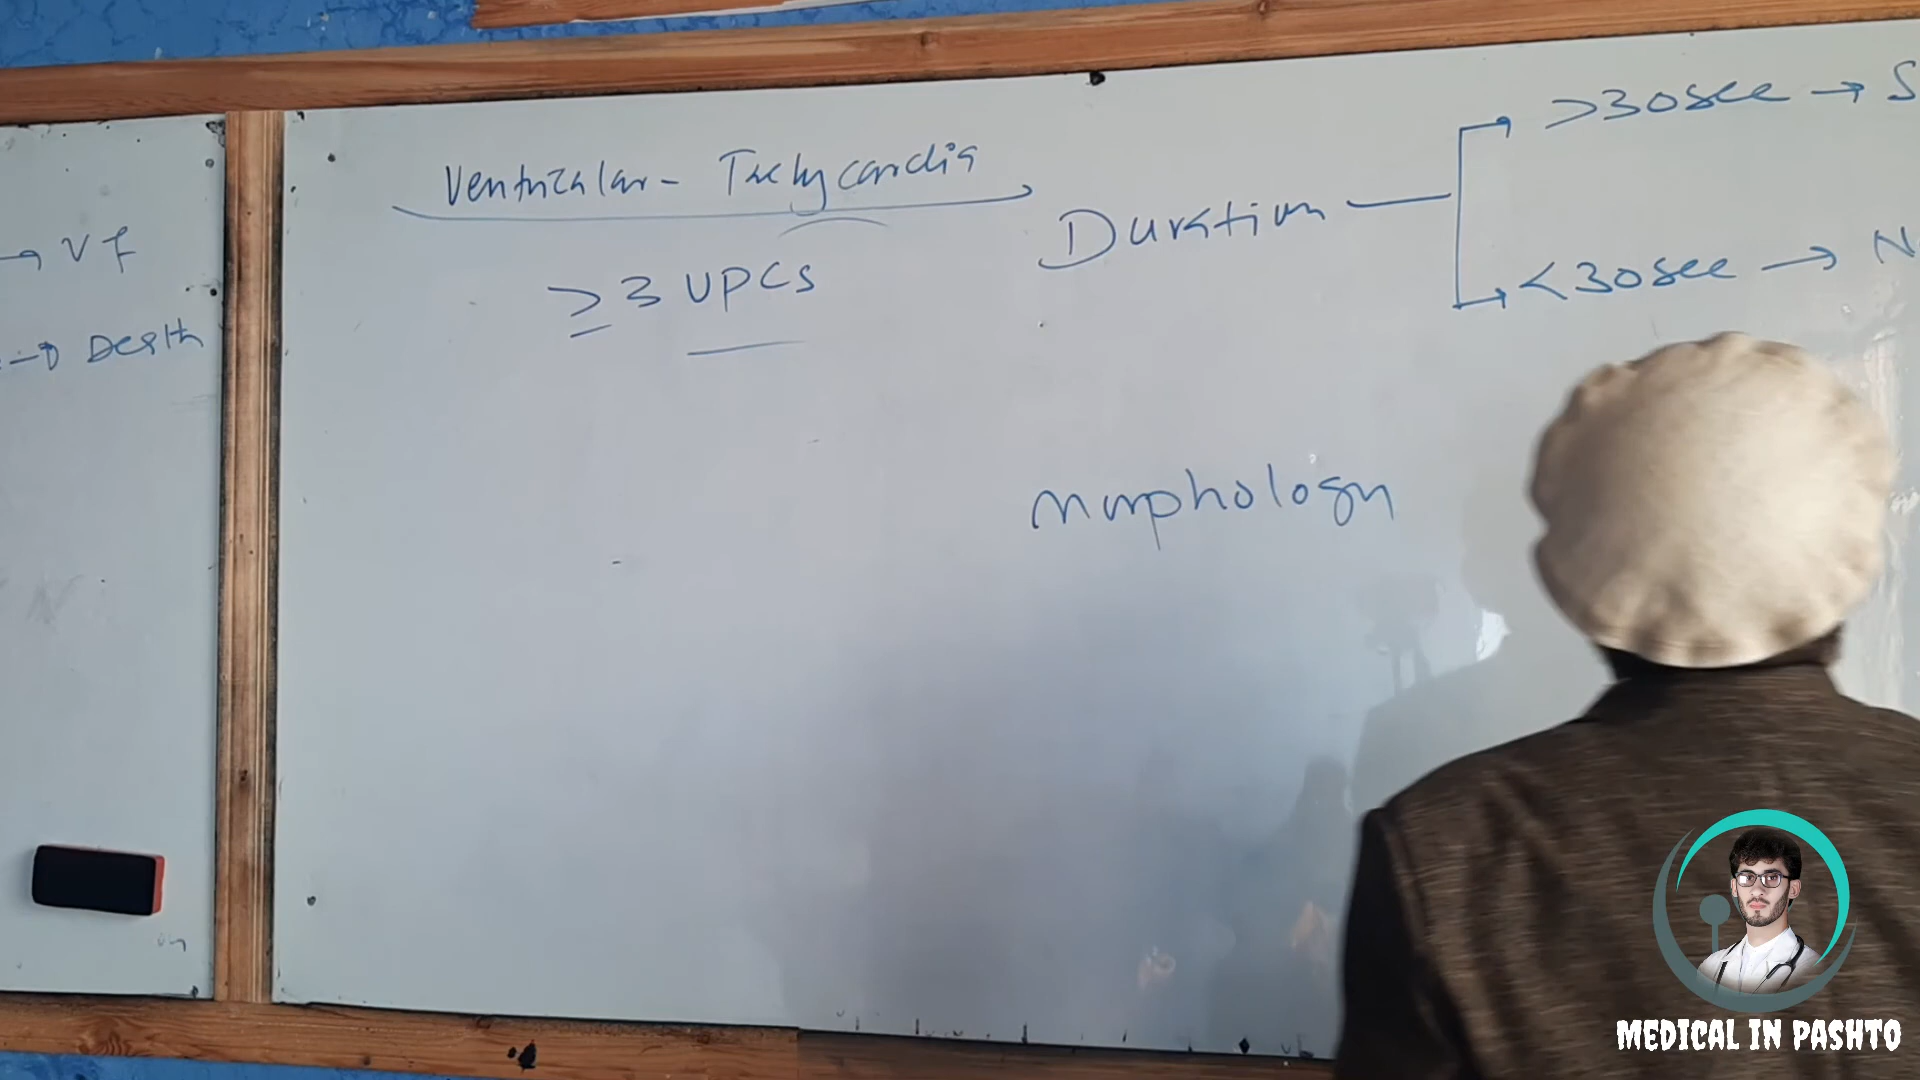 → VF
→ Death
Ventricular - Tachycardia
≥ 3 VPCs
Duration
>30sec → S
<30sec → N
morphology
MEDICAL IN PASHTO